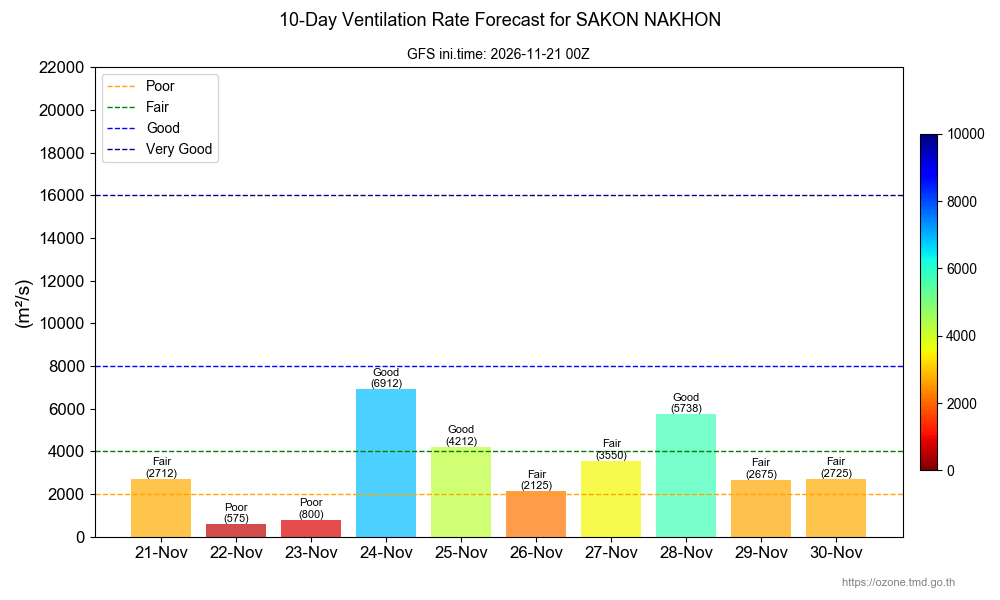 10-Day Ventilation Rate Forecast for SAKON NAKHON
GFS ini.time: 2026-11-21 00Z
(m²/s)
22000
20000
18000
16000
14000
12000
10000
8000
6000
4000
2000
0
Poor
Fair
Good
Very Good
Fair
(2712)
Poor
(575)
Poor
(800)
Good
(6912)
Good
(4212)
Fair
(2125)
Fair
(3550)
Good
(5738)
Fair
(2675)
Fair
(2725)
21-Nov
22-Nov
23-Nov
24-Nov
25-Nov
26-Nov
27-Nov
28-Nov
29-Nov
30-Nov
10000
8000
6000
4000
2000
0
https://ozone.tmd.go.th